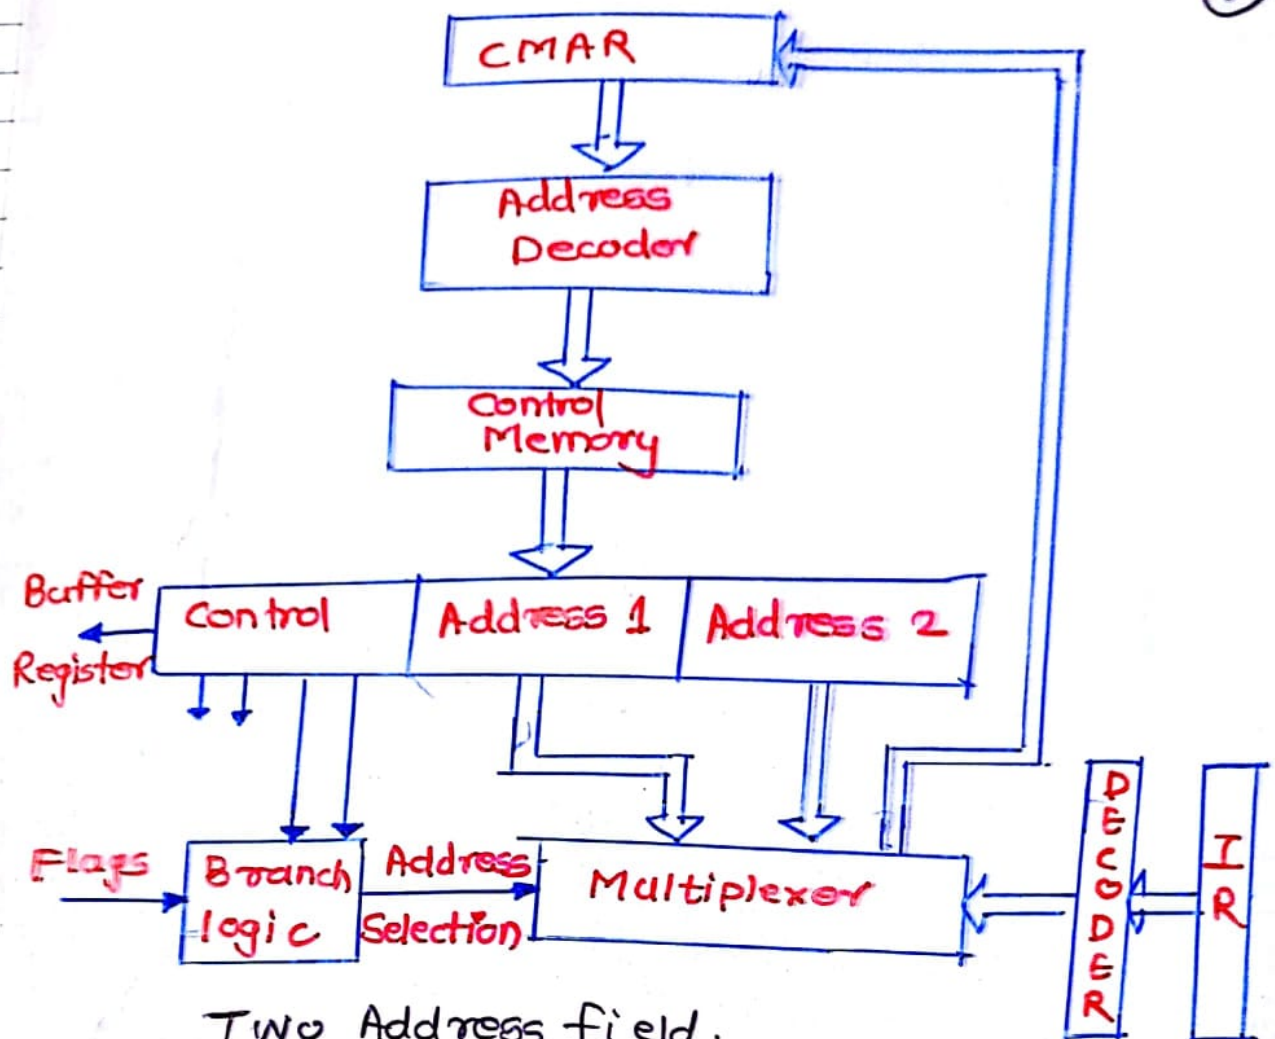 CMAR
Address
Decoder
Control
Memory
Buffer
Register
Control
Address 1
Address 2
Flags
Branch
logic
Address
Selection
Multiplexer
DECODER
IR
Two Address field.